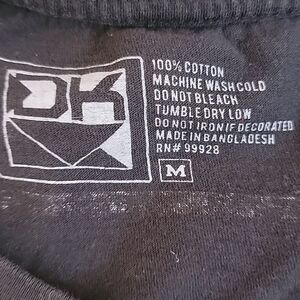 DK
100% COTTON
MACHINE WASH COLD
DO NOT BLEACH
TUMBLE DRY LOW
DO NOT IRON IF DECORATED
MADE IN BANGLADESH
RN# 99928
M